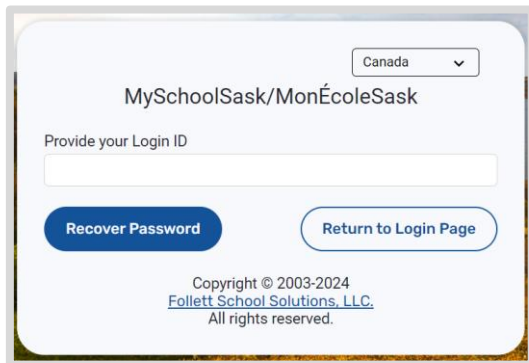 Canada
MySchoolSask/MonÉcoleSask
Provide your Login ID
Recover Password
Return to Login Page
Copyright © 2003-2024
Follett School Solutions, LLC.
All rights reserved.